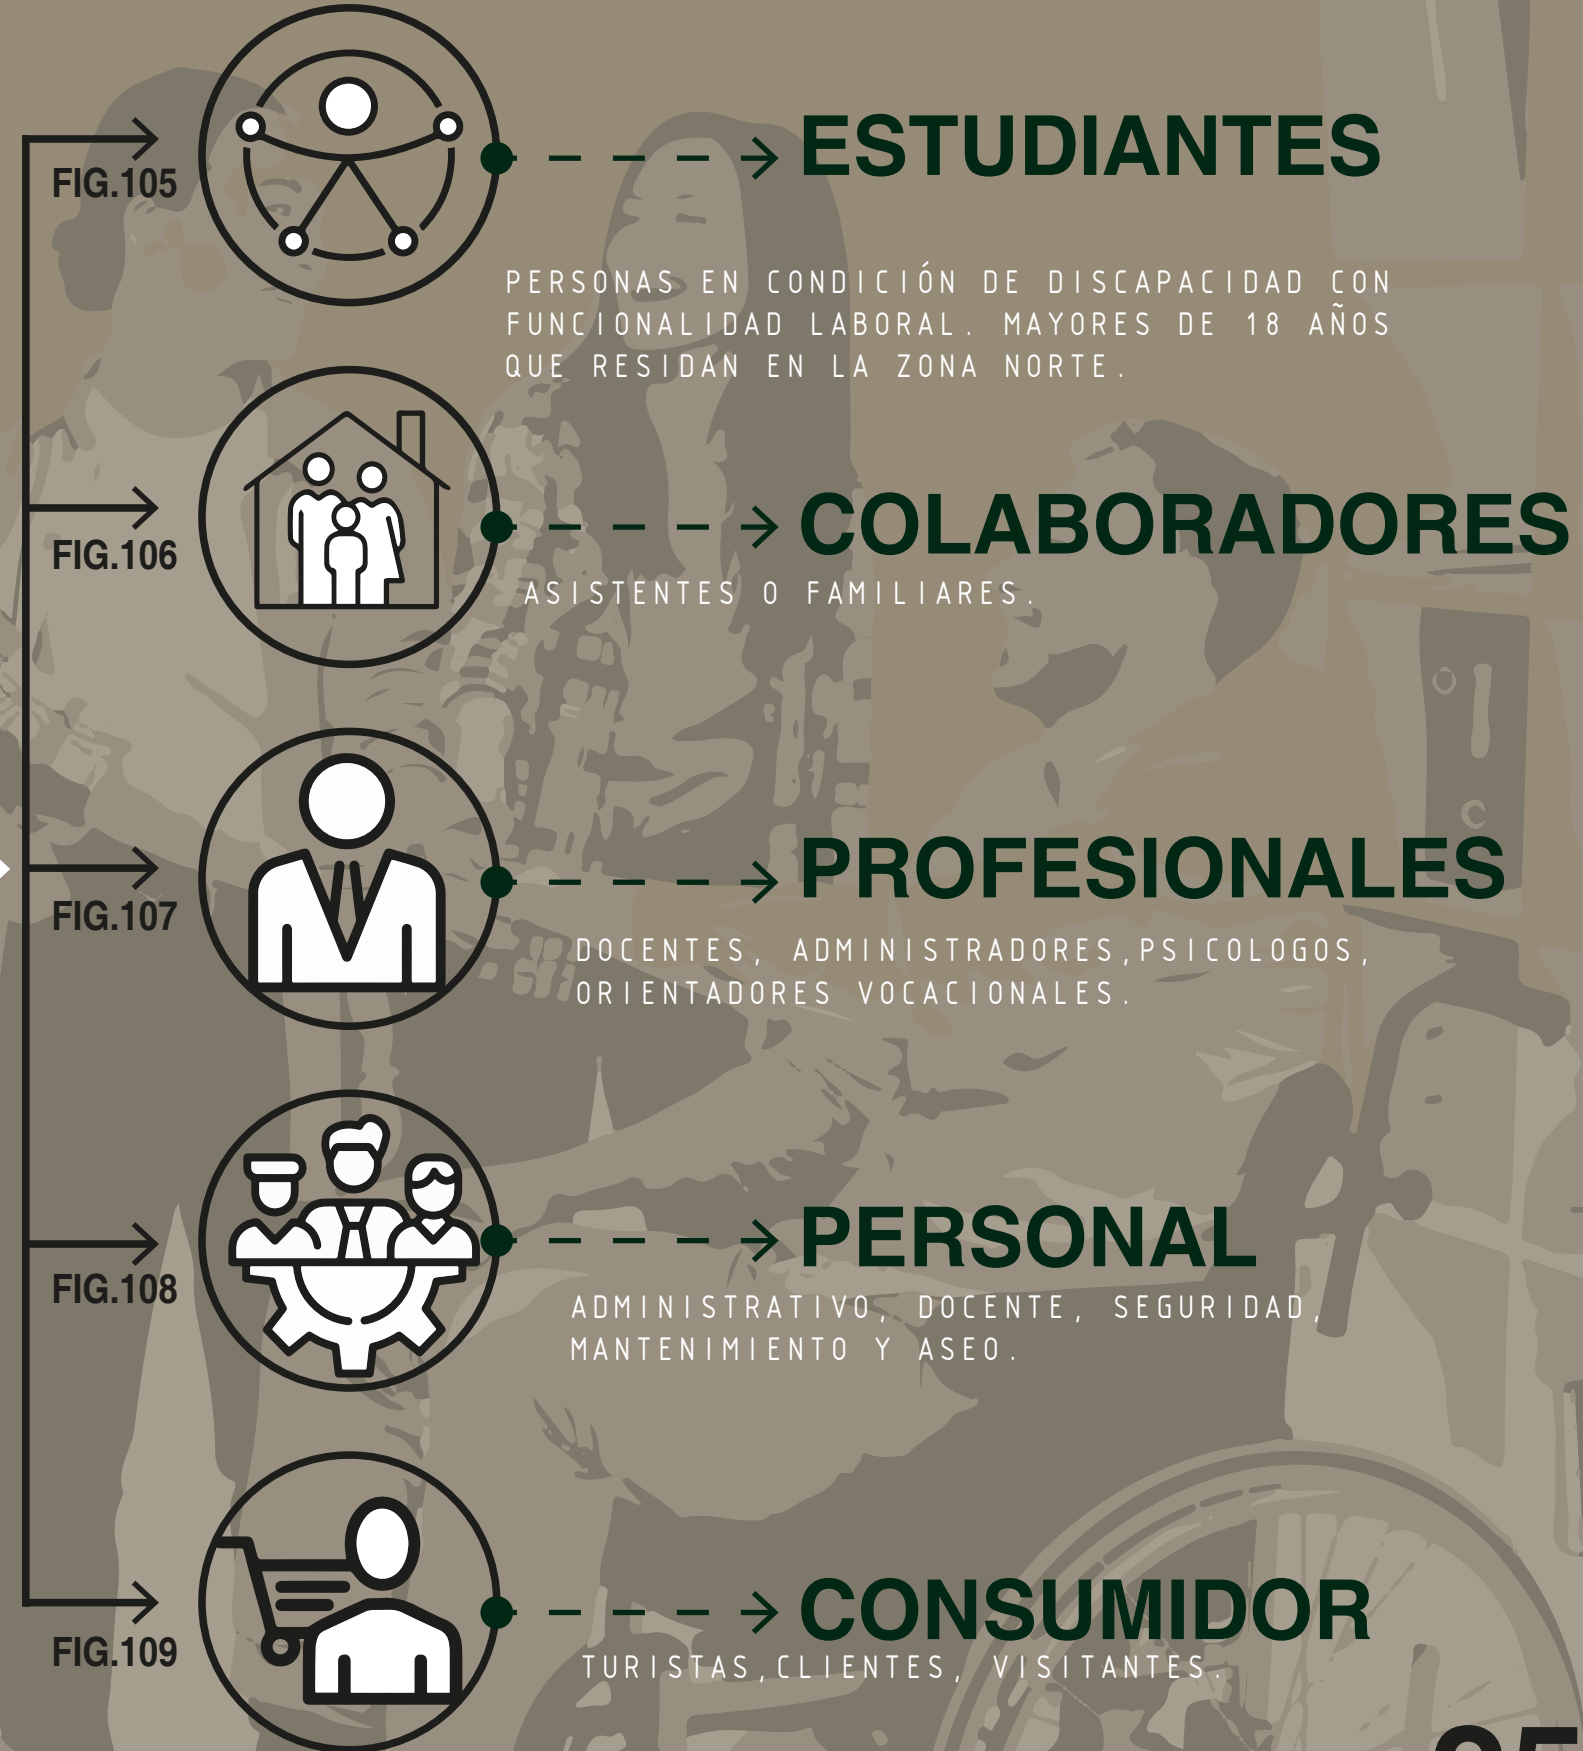 FIG.105
ESTUDIANTES
PERSONAS EN CONDICIÓN DE DISCAPACIDAD CON
FUNCIONALIDAD LABORAL. MAYORES DE 18 AÑOS
QUE RESIDAN EN LA ZONA NORTE.
FIG.106
COLABORADORES
ASISTENTES O FAMILIARES.
FIG.107
PROFESIONALES
DOCENTES, ADMINISTRADORES,PSICOLOGOS,
ORIENTADORES VOCACIONALES.
FIG.108
PERSONAL
ADMINISTRATIVO, DOCENTE, SEGURIDAD,
MANTENIMIENTO Y ASEO.
FIG.109
CONSUMIDOR
TURISTAS,CLIENTES, VISITANTES.